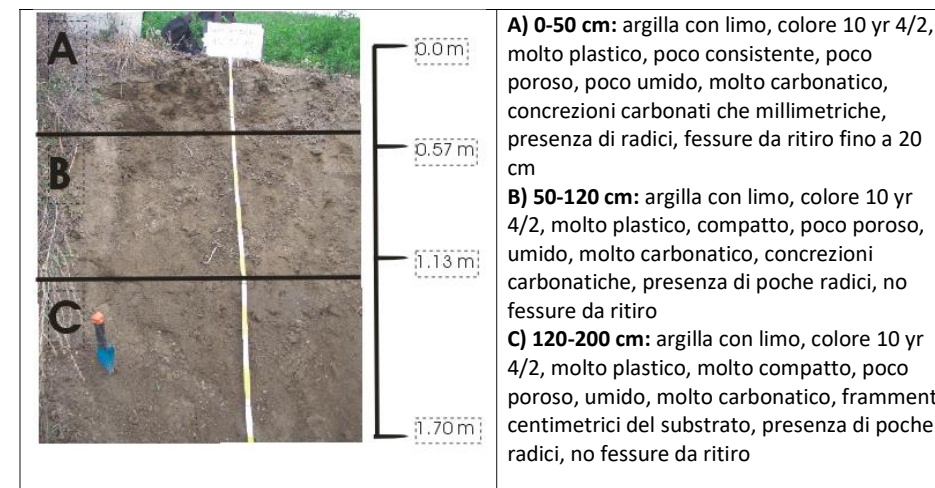 A
B
C
0.0 m
0.57 m
1.13 m
1.70 m
A) 0-50 cm: argilla con limo, colore 10 yr 4/2,
molto plastico, poco consistente, poco
poroso, poco umido, molto carbonatico,
concrezioni carbonati che millimetriche,
presenza di radici, fessure da ritiro fino a 20
cm
B) 50-120 cm: argilla con limo, colore 10 yr
4/2, molto plastico, compatto, poco poroso,
umido, molto carbonatico, concrezioni
carbonatiche, presenza di poche radici, no
fessure da ritiro
C) 120-200 cm: argilla con limo, colore 10 yr
4/2, molto plastico, molto compatto, poco
poroso, umido, molto carbonatico, framment
centimetrici del substrato, presenza di poche
radici, no fessure da ritiro